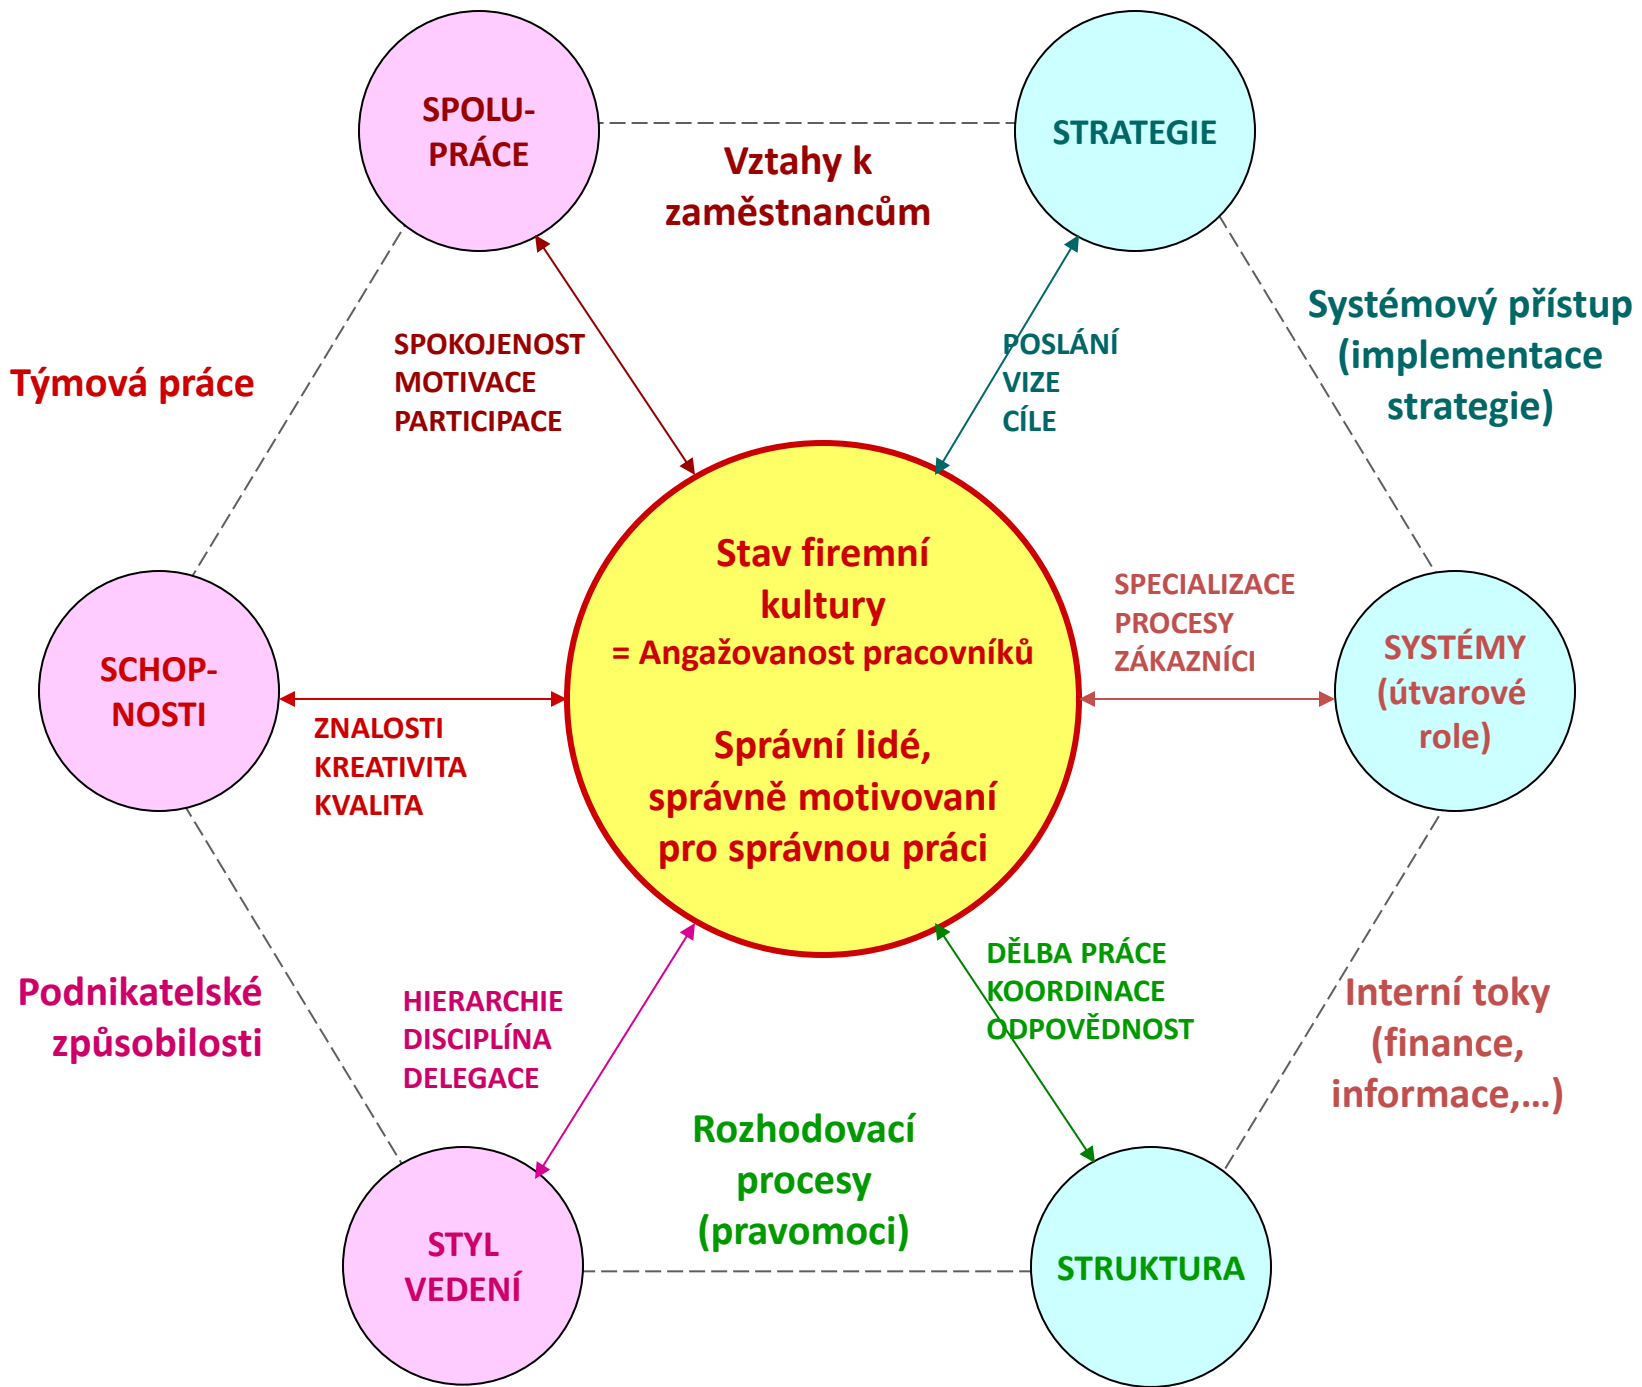 SPOLU-
PRÁCE
STRATEGIE
Vztahy k
zaměstnancům
Systémový přístup
(implementace
strategie)
Týmová práce
SPOKOJENOST
MOTIVACE
PARTICIPACE
POSLÁNÍ
VIZE
CÍLE
Stav firemní
kultury
= Angažovanost pracovníků
Správní lidé,
správně motivovaní
pro správnou práci
SPECIALIZACE
PROCESY
ZÁKAZNÍCI
SYSTÉMY
(útvarové
role)
SCHOP-
NOSTI
ZNALOSTI
KREATIVITA
KVALITA
Podnikatelské
způsobilosti
HIERARCHIE
DISCIPLÍNA
DELEGACE
DĚLBA PRÁCE
KOORDINACE
ODPOVĚDNOST
Interní toky
(finance,
informace,…)
Rozhodovací
procesy
(pravomoci)
STYL
VEDENÍ
STRUKTURA